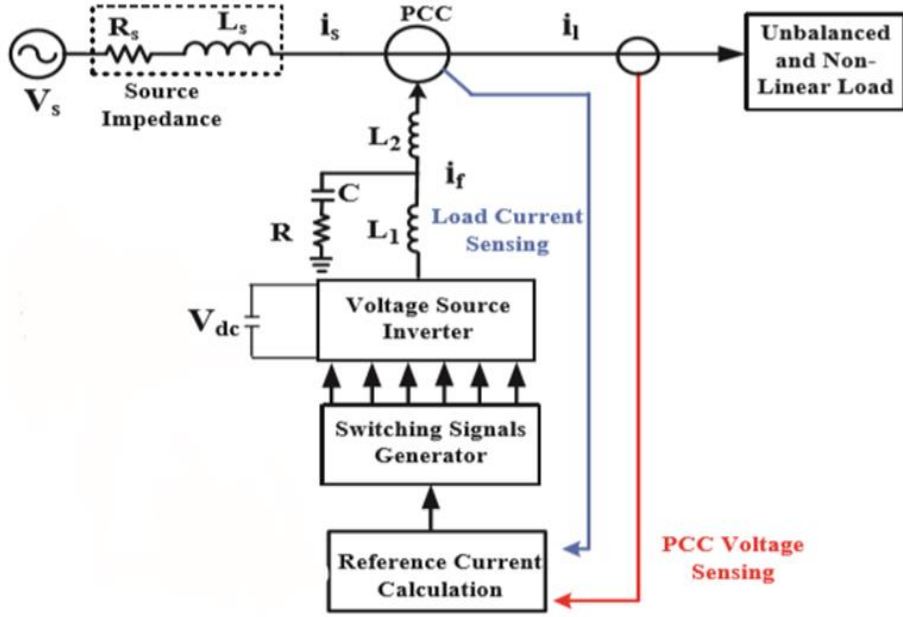 PCC
Rs
Ls
is
il
Vs
Source
Impedance
Unbalanced
and Non-
Linear Load
L2
if
C
R
L1
Load Current
Sensing
Vdc
Voltage Source
Inverter
Switching Signals
Generator
Reference Current
Calculation
PCC Voltage
Sensing